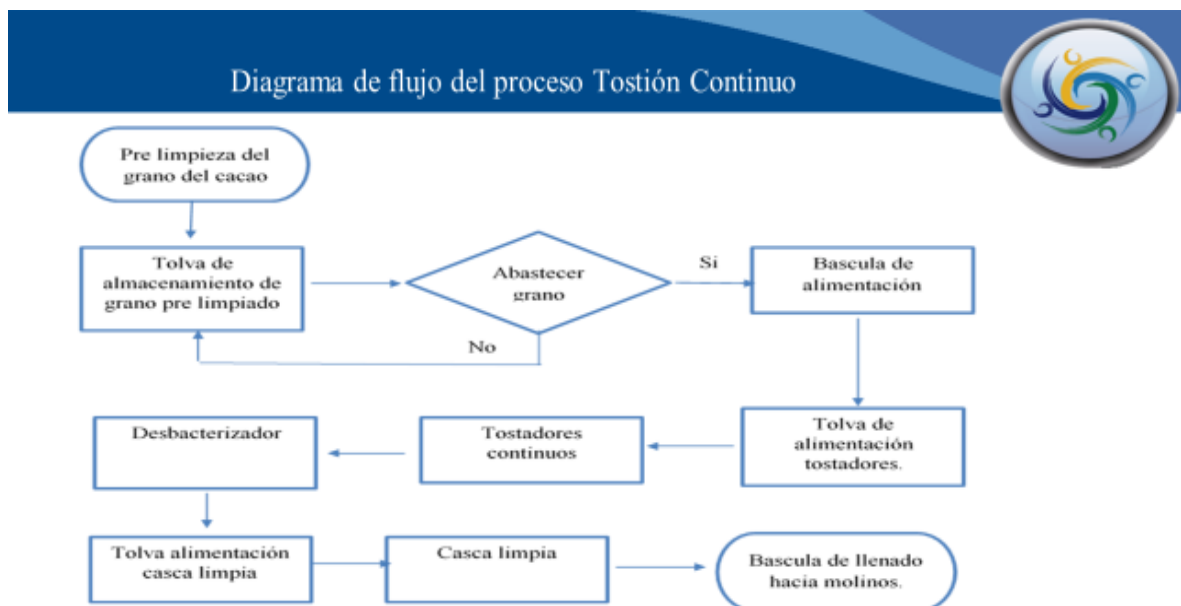 Diagrama de flujo del proceso Tostión Continuo
Pre limpieza del
grano del cacao
Tolva de
almacenamiento de
grano pre limpiado
Abastecer
grano
Si
Bascula de
alimentación
No
Desbacterizador
Tostadores
continuos
Tolva de
alimentación
tostadores.
Tolva alimentación
casca limpia
Casca limpia
Bascula de llenado
hacia molinos.